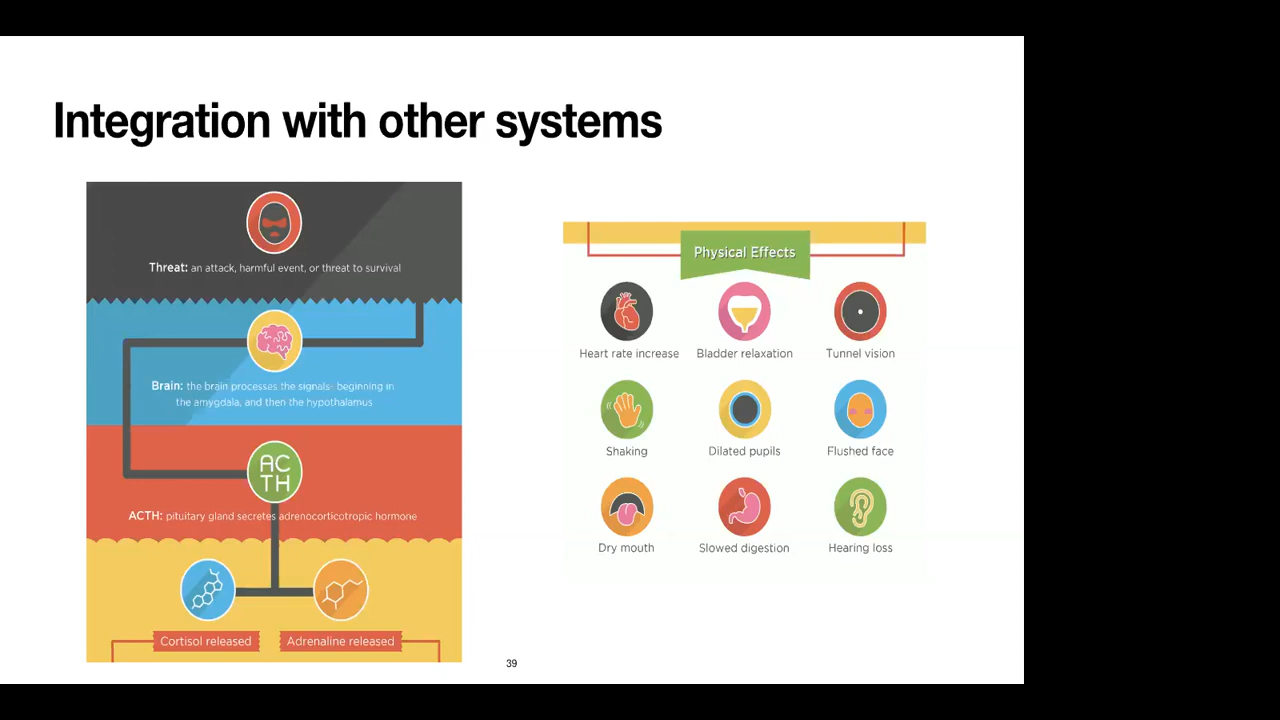 Integration with other systems
Threat: an attack, harmful event, or threat to survival
Brain: the brain processes the signals- beginning in
the amygdala, and then the hypothalamus
AC
TH
ACTH: pituitary gland secretes adrenocorticotropic hormone
Cortisol released
Adrenaline released
Physical Effects
Heart rate increase
Bladder relaxation
Tunnel vision
Shaking
Dilated pupils
Flushed face
Dry mouth
Slowed digestion
Hearing loss
39